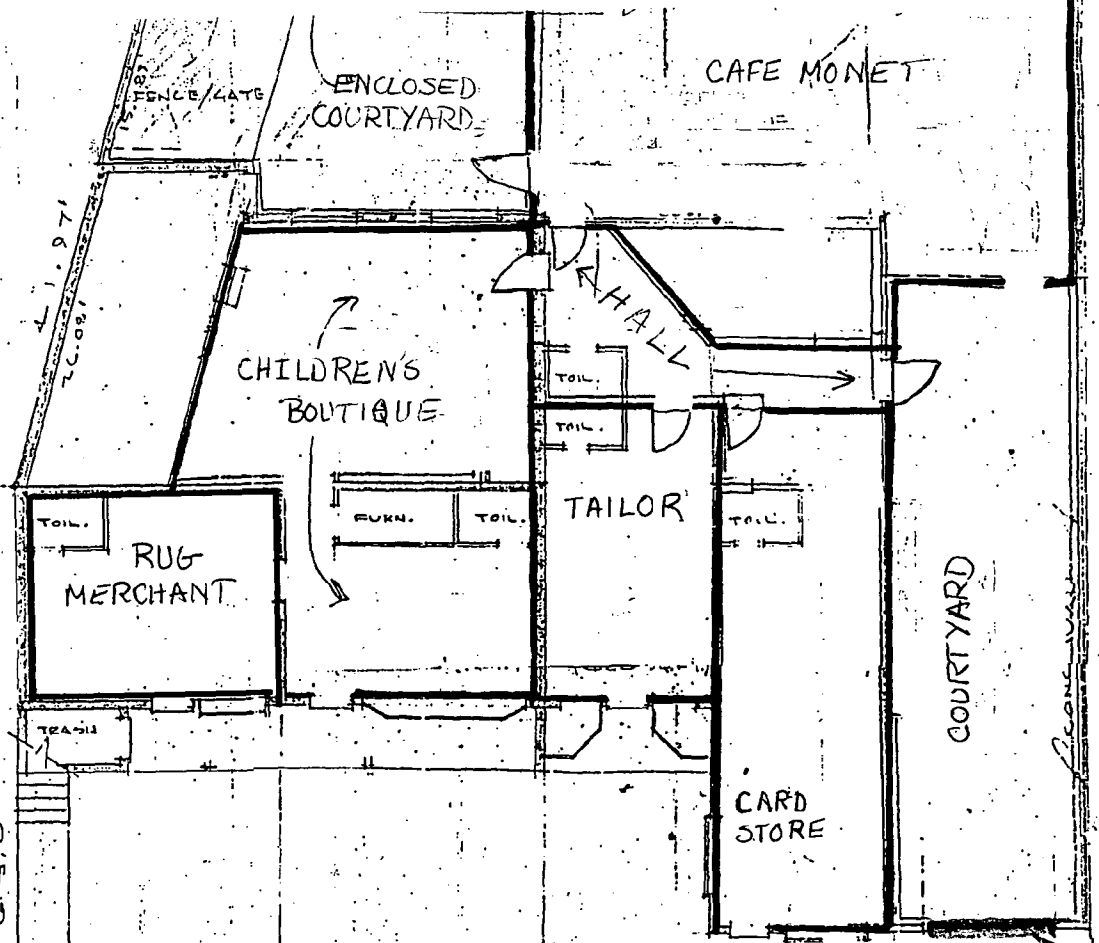 CAFE MONET
ENCLOSED
COURTYARD
FENCE/GATE
HALL
CHILDREN'S
BOUTIQUE
TOIL.
TOIL.
TAILOR
TOIL.
FURN.
TOIL.
TOIL.
RUG
MERCHANT
COURTYARD
TRASH
CARD
STORE